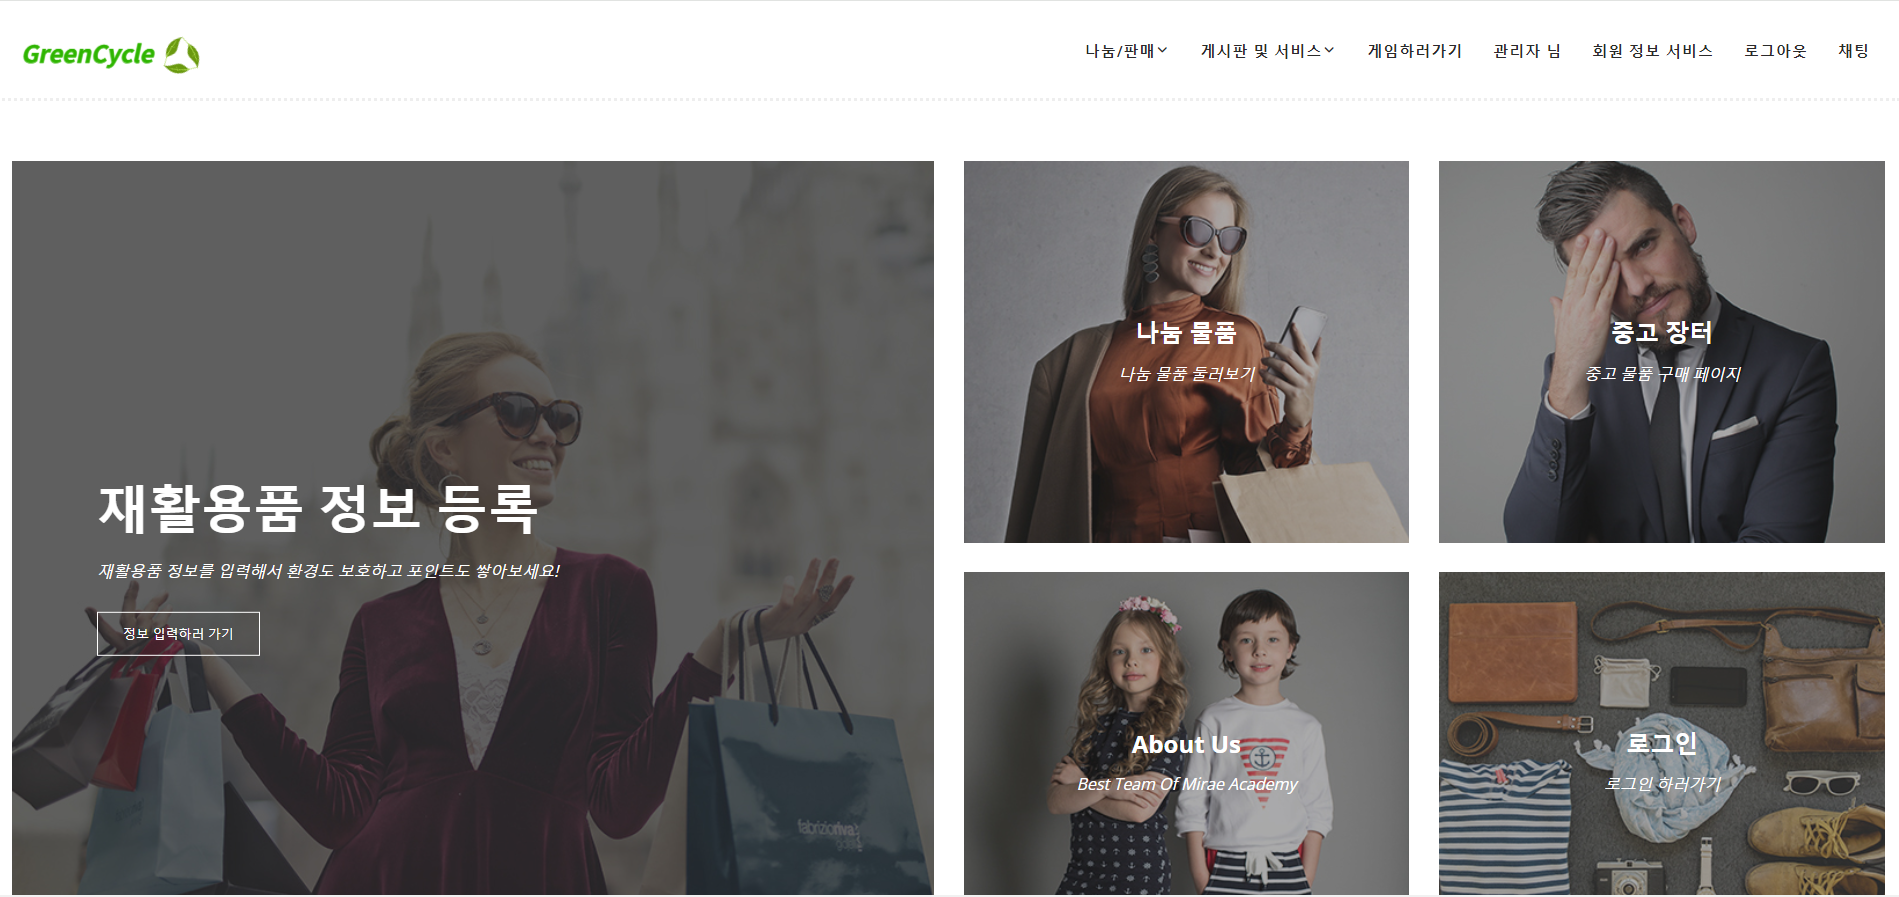 GreenCycle
나눔/판매
게시판 및 서비스
게임하러가기
관리자 님
회원 정보 서비스
로그아웃
채팅
재활용품 정보 등록
재활용품 정보를 입력해서 환경도 보호하고 포인트도 쌓아보세요!
정보 입력하러 가기
나눔 물품
나눔 물품 둘러보기
중고 장터
중고 물품 구매 페이지
fabrizioriva
About Us
Best Team Of Mirae Academy
로그인
로그인 하러가기